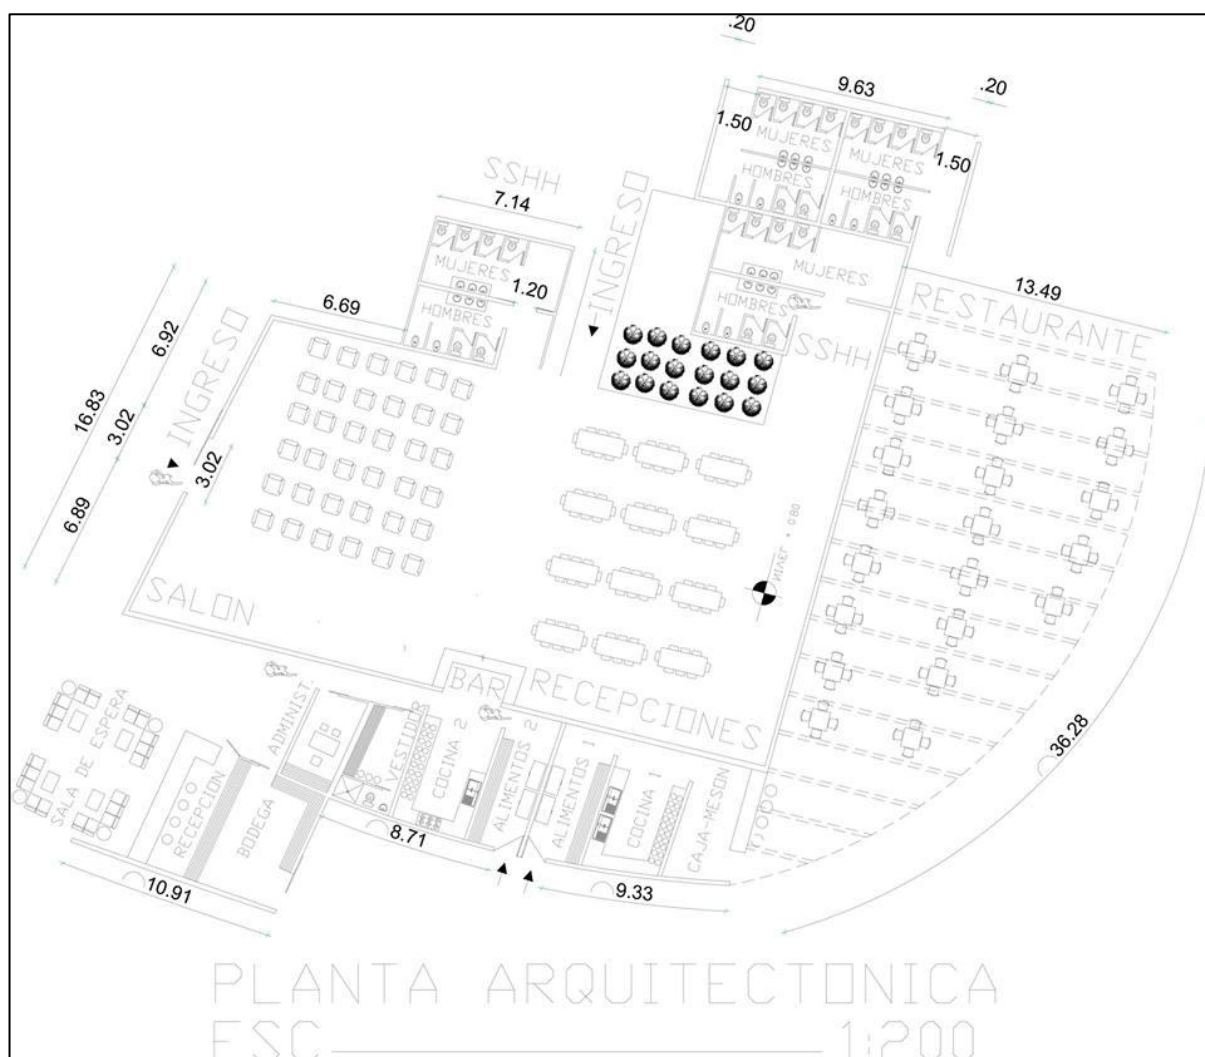 .20
9.63
.20
1.50
MUJERES
MUJERES
1.50
HOMBRES
HOMBRES
SSHH
7.14
INGRESO
MUJERES
1.20
HOMBRES
MUJERES
HOMBRES
SSHH
13.49
RESTAURANTE
6.69
6.92
16.83
3.02
6.89
INGRESO
3.02
SALON
BAR
RECEPCIONES
SALA DE ESPERA
RECEPCION
BODEGA
ADMINIST.
VESTIDOR
COCINA 2
ALIMENTOS 2
ALIMENTOS 1
COCINA 1
CAJA-MESON
36.28
8.71
9.33
10.91
PLANTA ARQUITECTONICA
ESC 1:200